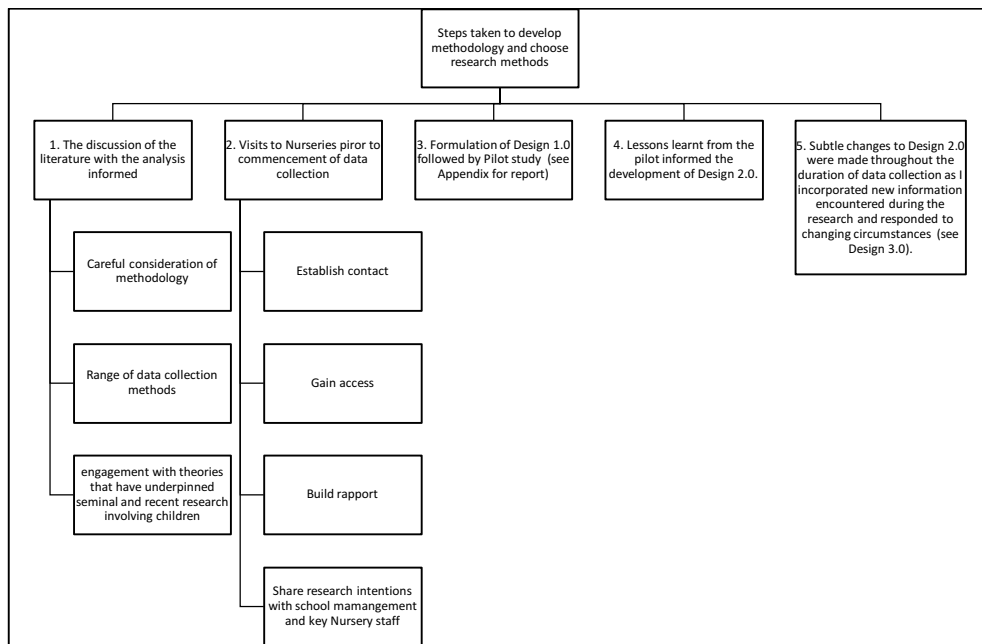 Steps taken to develop
methodology and choose
research methods
1. The discussion of the
literature with the analysis
informed
2. Visits to Nurseries piror to
commencement of data
collection
3. Formulation of Design 1.0
followed by Pilot study (see
Appendix for report)
4. Lessons learnt from the
pilot informed the
development of Design 2.0.
5. Subtle changes to Design 2.0
were made throughout the
duration of data collection as I
incorporated new information
encountered during the
research and responded to
changing circumstances (see
Design 3.0).
Careful consideration of
methodology
Range of data collection
methods
engagement with theories
that have underpinned
seminal and recent research
involving children
Establish contact
Gain access
Build rapport
Share research intentions
with school mamangement
and key Nursery staff